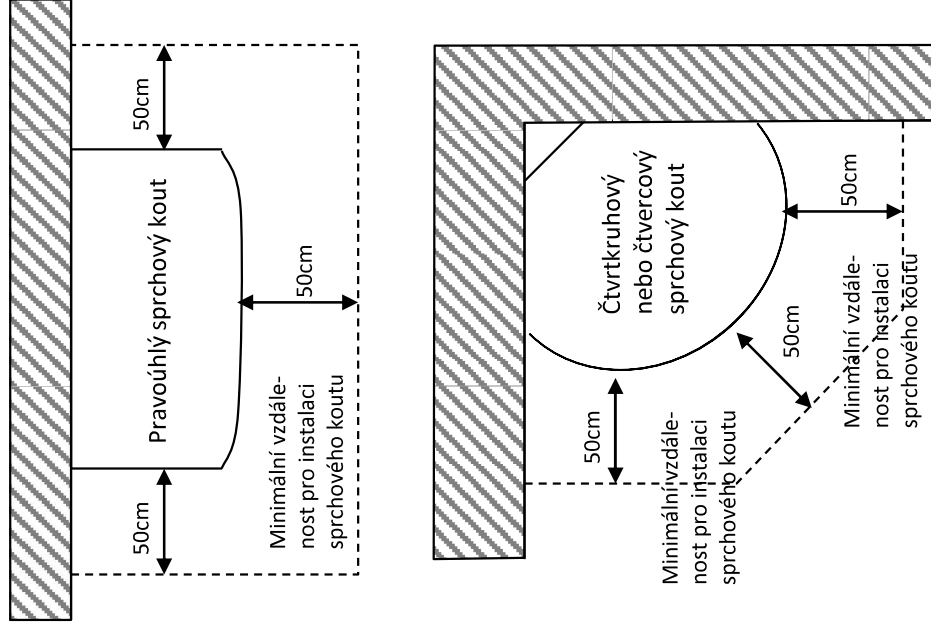 50cm
Pravoúhlý sprchový kout
50cm
50cm
Minimální vzdále-
nost pro instalaci
sprchového koutu
Čtvrtkruhový
nebo čtvercový
sprchový kout
50cm
50cm
50cm
Minimální vzdále-
nost pro instalaci
sprchového koutu
Minimální vzdále-
nost pro instalaci
sprchového koutu